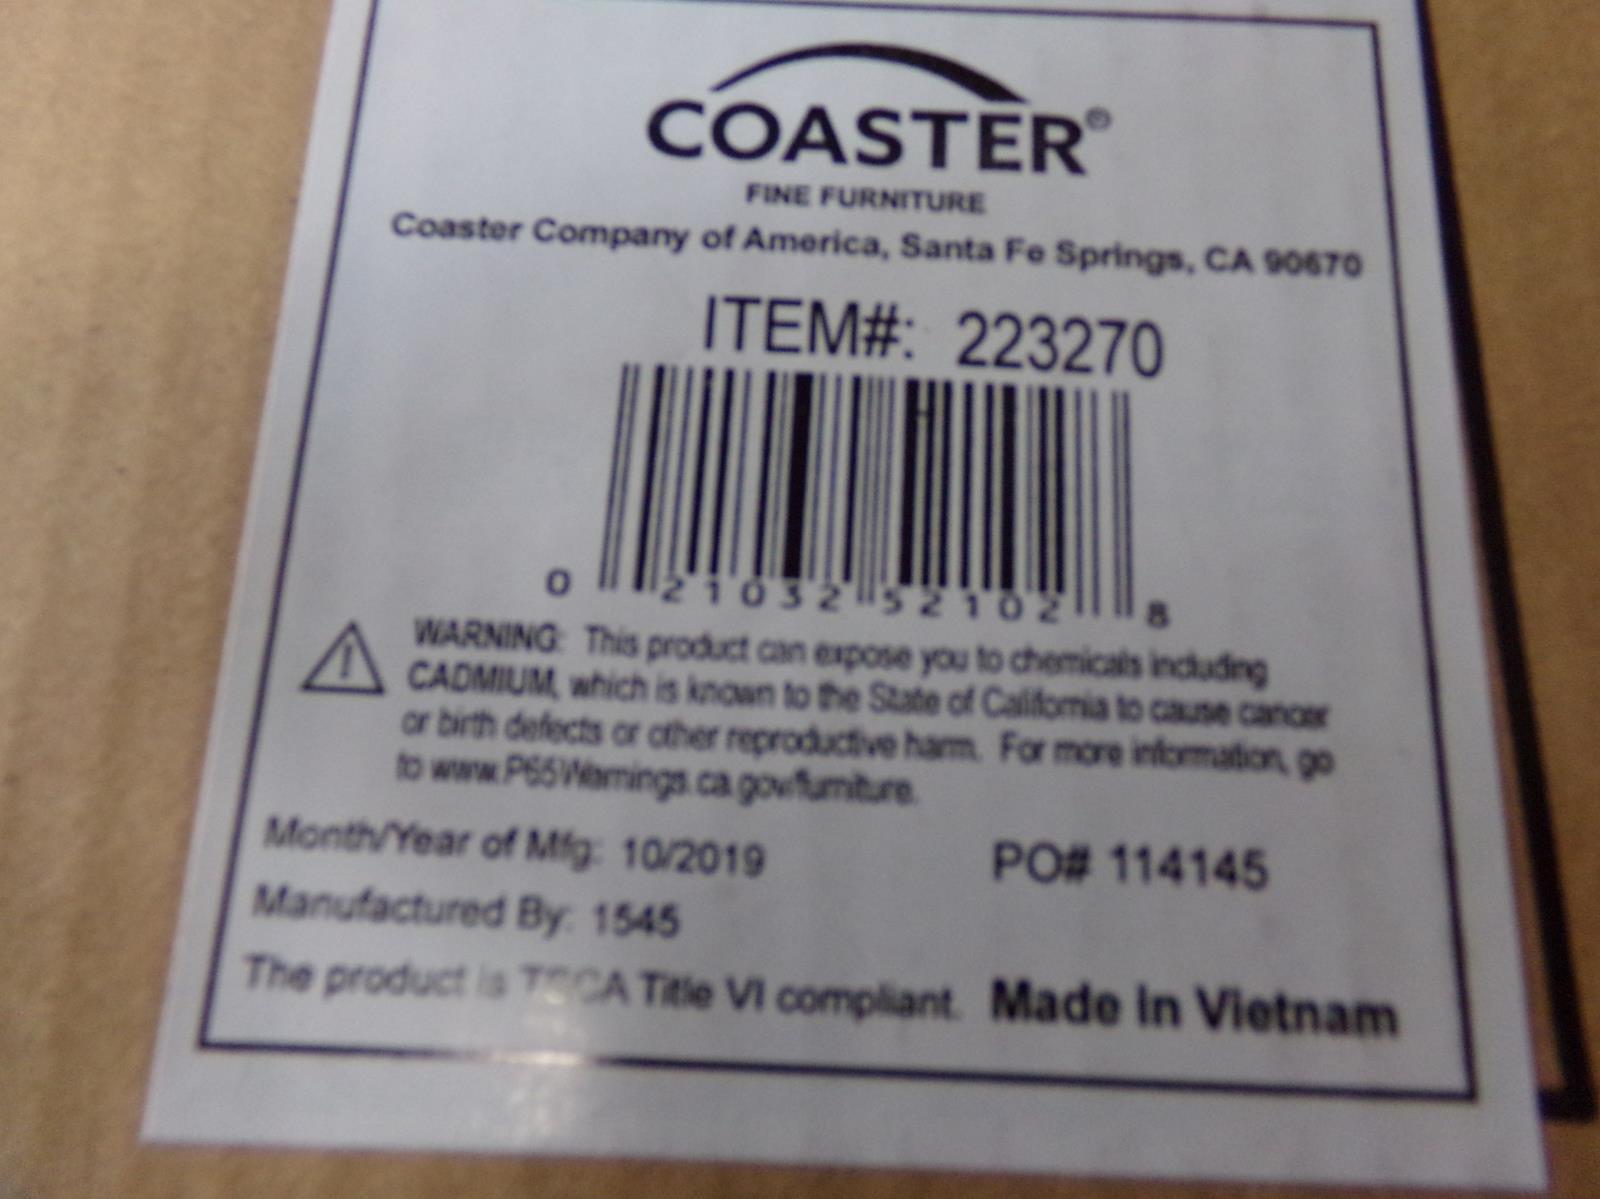 COASTER®
FINE FURNITURE
Coaster Company of America, Santa Fe Springs, CA 90670
ITEM#: 223270
0 21032 52102 8
WARNING: This product can expose you to chemicals including
CADMIUM, which is known to the State of California to cause cancer
or birth defects or other reproductive harm. For more information, go
to www.P65Warnings.ca.gov/furniture.
Month/Year of Mfg: 10/2019 PO# 114145
Manufactured By: 1545
The product is TSCA Title VI compliant. Made in Vietnam